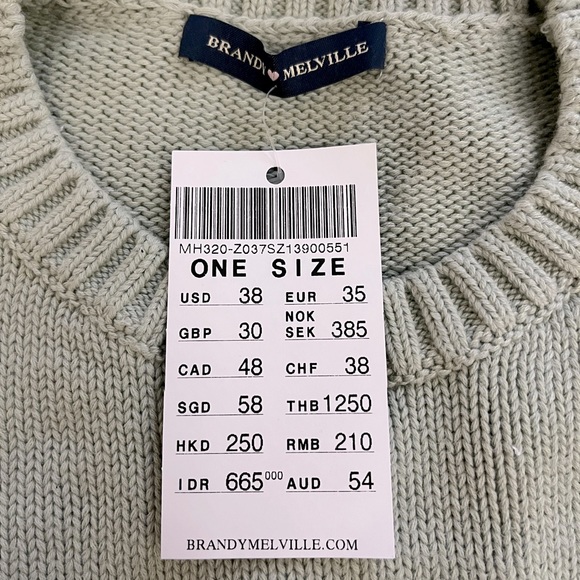 BRANDY MELVILLE
MH320-Z037SZ13900551
ONE SIZE
USD 38 EUR 35
GBP 30 NOK SEK 385
CAD 48 CHF 38
SGD 58 THB 1250
HKD 250 RMB 210
IDR 665000 AUD 54
BRANDYMELVILLE.COM